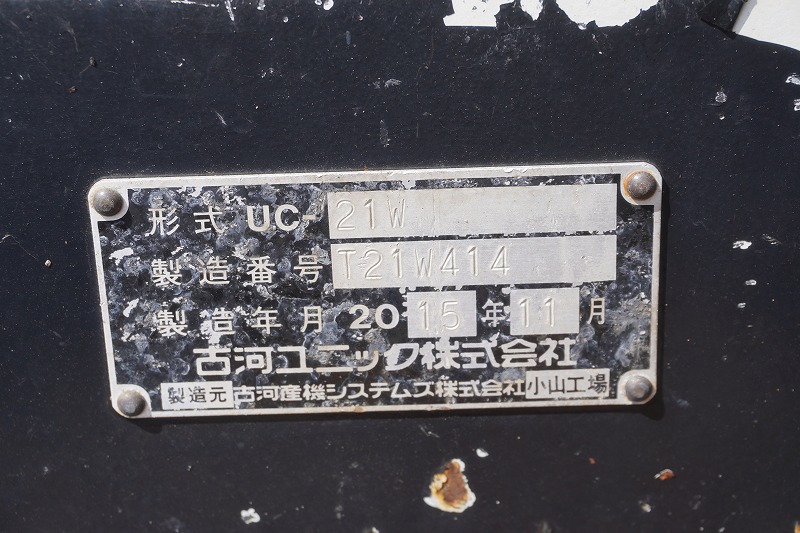 形式 UC-21W
製造番号 T21W414
製造年月 2015年11月
古河ユニック株式会社
製造元 古河産機システムズ株式会社 小山工場